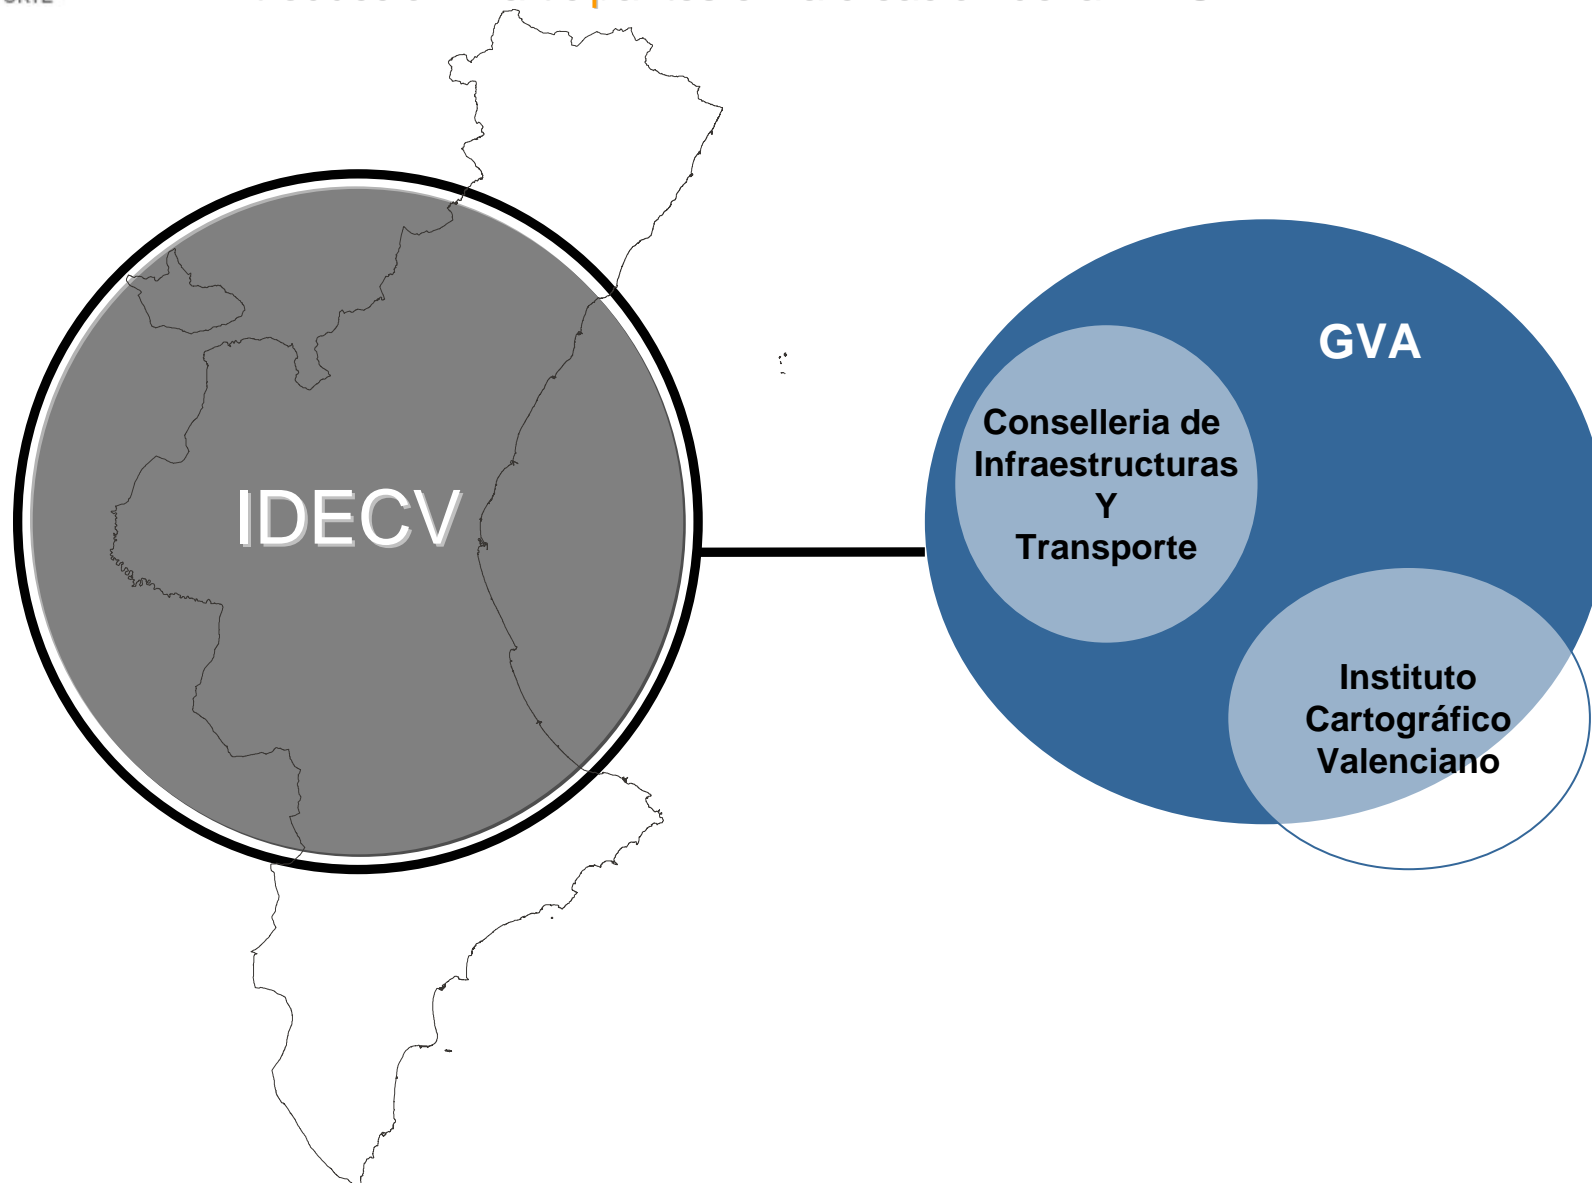 IDECV
GVA
Conselleria de
Infraestructuras
Y
Transporte
Instituto
Cartográfico
Valenciano